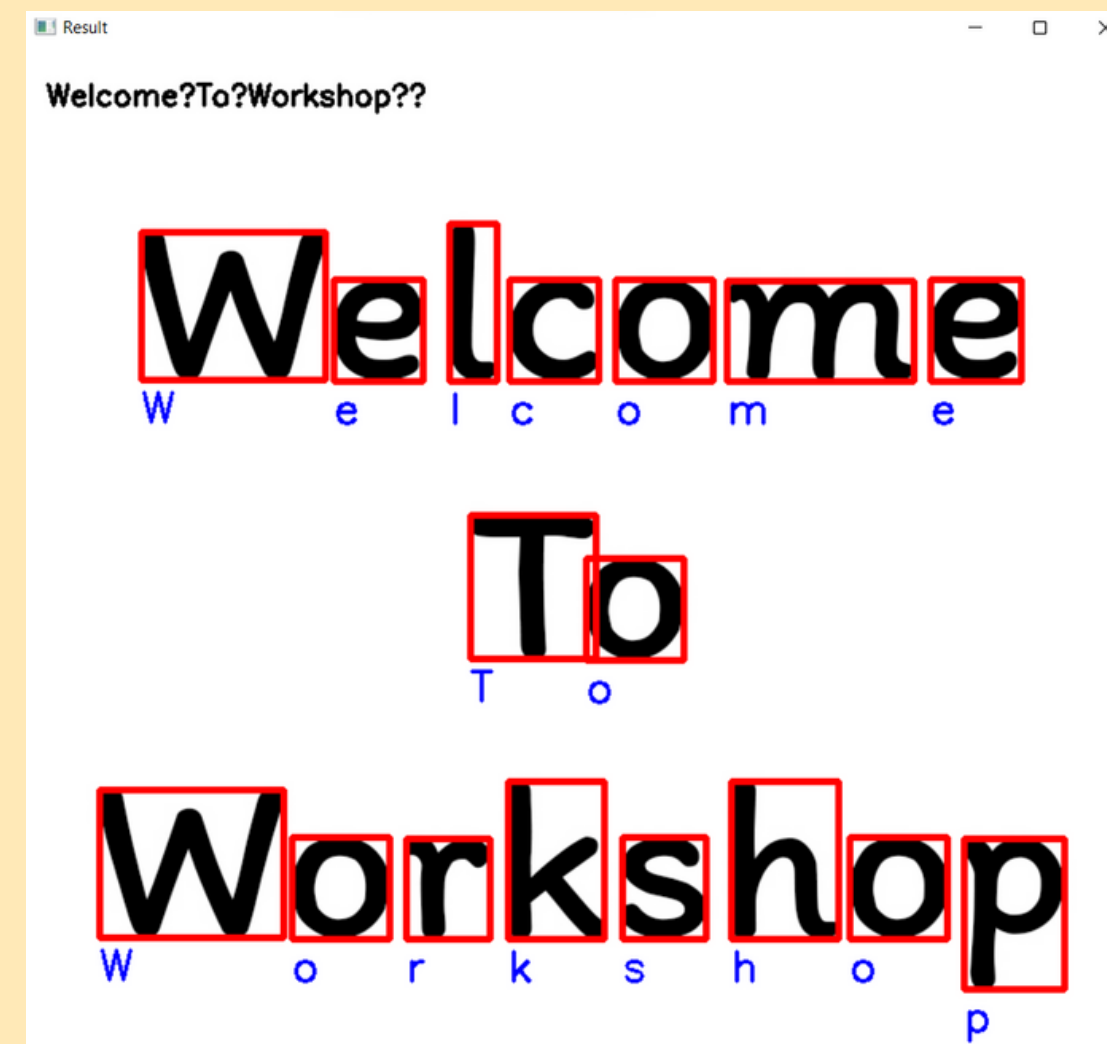 Result
Welcome?To?Workshop??
Welcome
W e l c o m e
To
T o
Workshop
W o r k s h o p